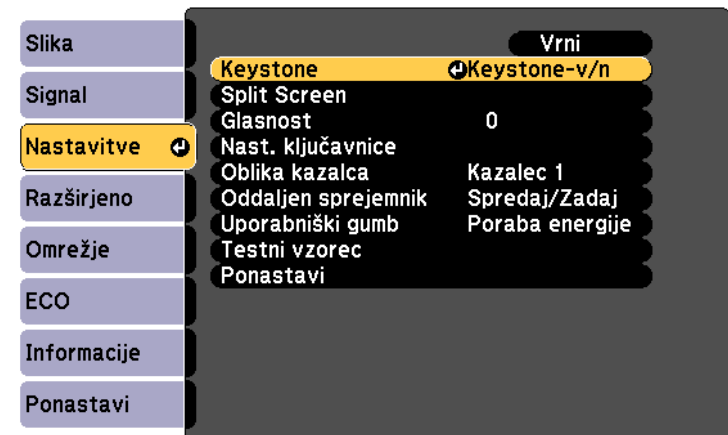 Slika
Signal
Nastavitve
Razširjeno
Omrežje
ECO
Informacije
Ponastavi
Vrni
Keystone Keystone-v/n
Split Screen
Glasnost 0
Nast. ključavnice
Oblika kazalca Kazalec 1
Oddaljen sprejemnik Spredaj/Zadaj
Uporabniški gumb Poraba energije
Testni vzorec
Ponastavi